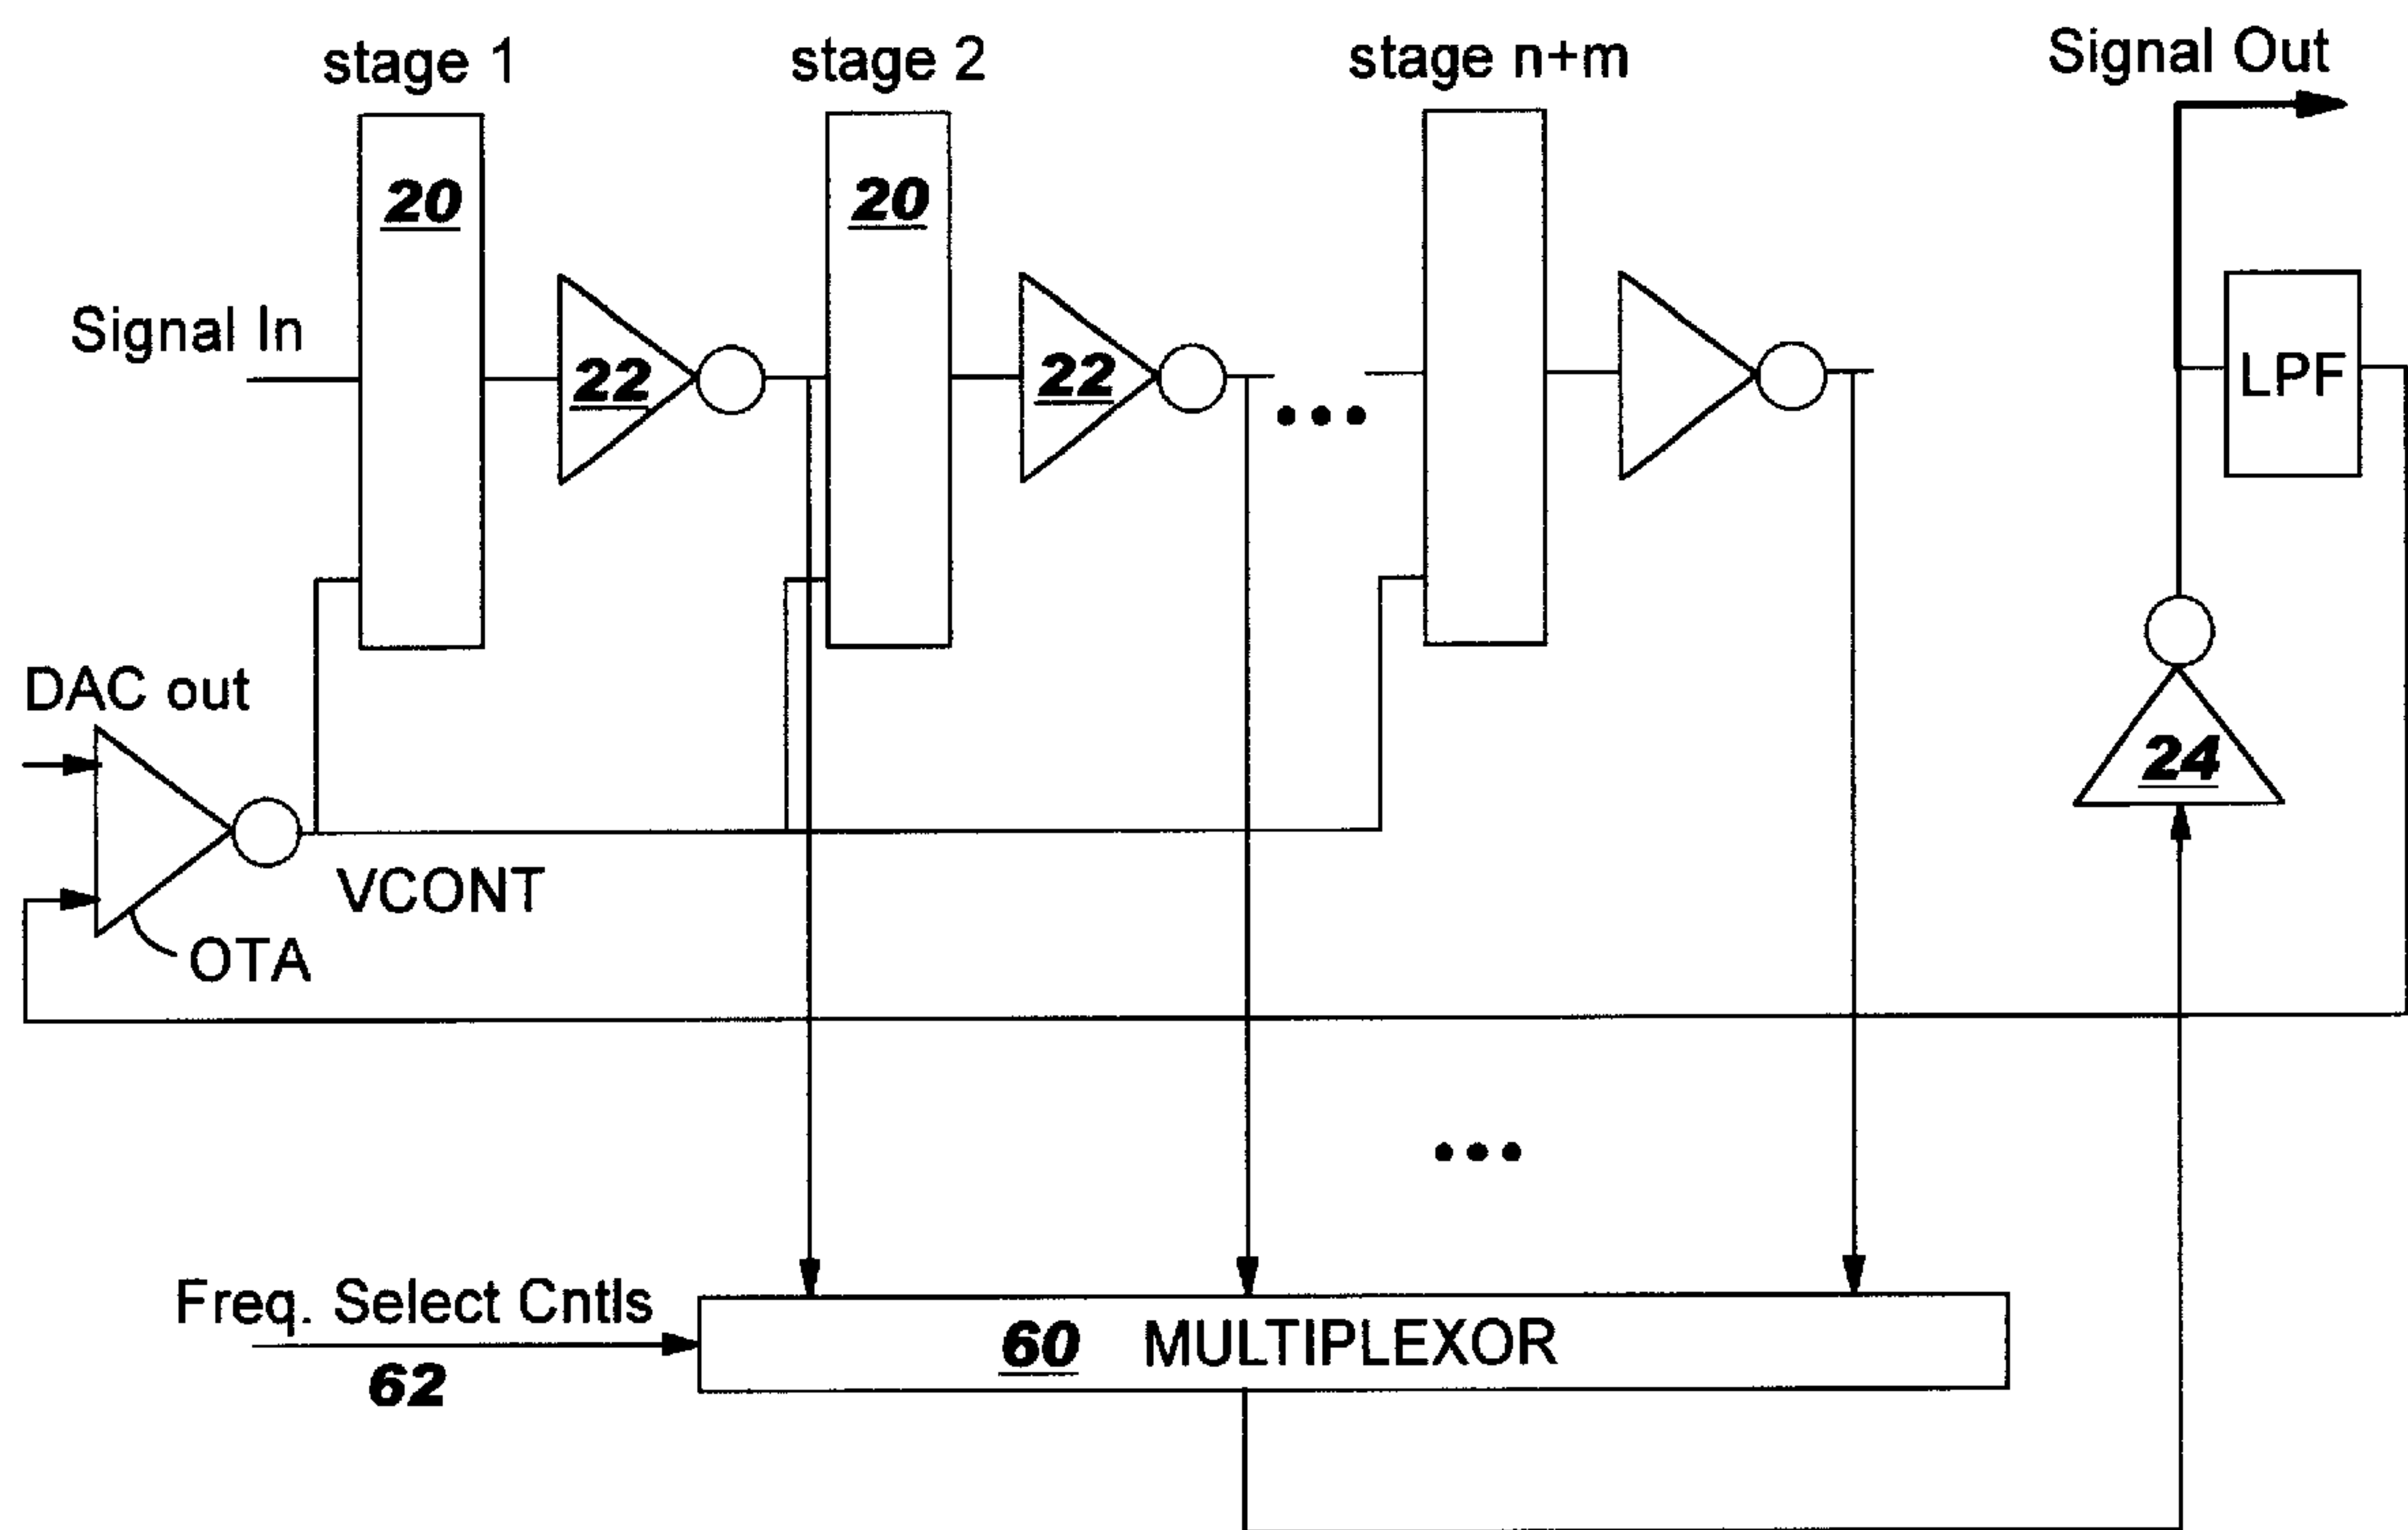 stage 1
stage 2
stage n+m
Signal Out
20
20
Signal In
22
22
LPF
DAC out
24
VCONT
OTA
Freq. Select Cntls
62
60 MULTIPLEXOR